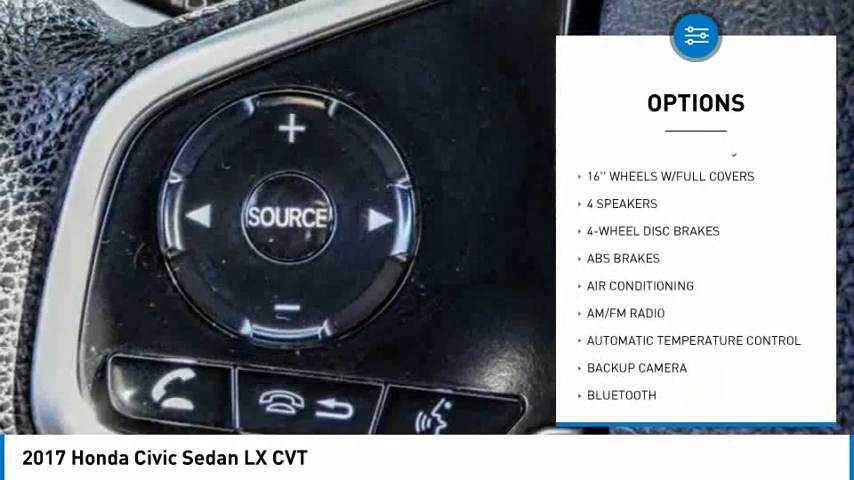 +
SOURCE
−
OPTIONS
16'' WHEELS W/FULL COVERS
4 SPEAKERS
4-WHEEL DISC BRAKES
ABS BRAKES
AIR CONDITIONING
AM/FM RADIO
AUTOMATIC TEMPERATURE CONTROL
BACKUP CAMERA
BLUETOOTH
2017 Honda Civic Sedan LX CVT